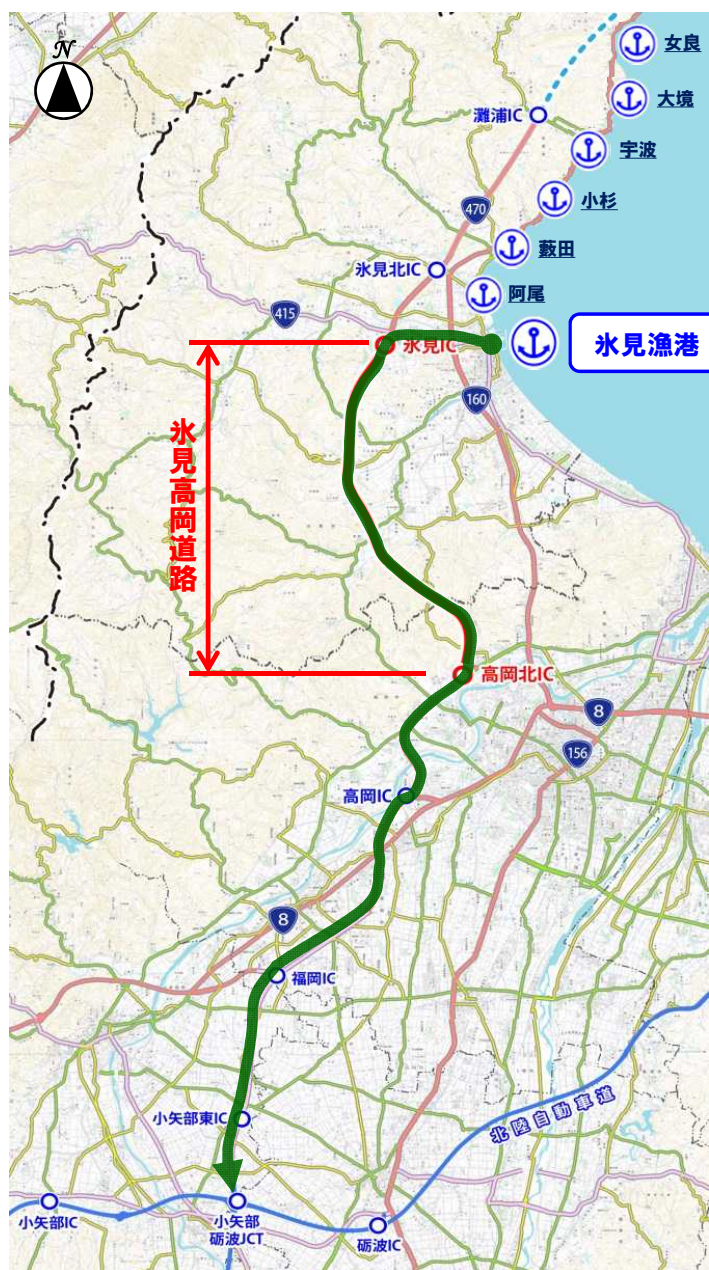 N
女良
大境
灘浦IC
宇波
小杉
470
藪田
氷見北IC
阿尾
415
氷見IC
氷見漁港
160
氷見高岡道路
高岡北IC
8
156
高岡IC
8
福岡IC
北陸自動車道
小矢部東IC
小矢部IC
小矢部
砺波JCT
砺波IC